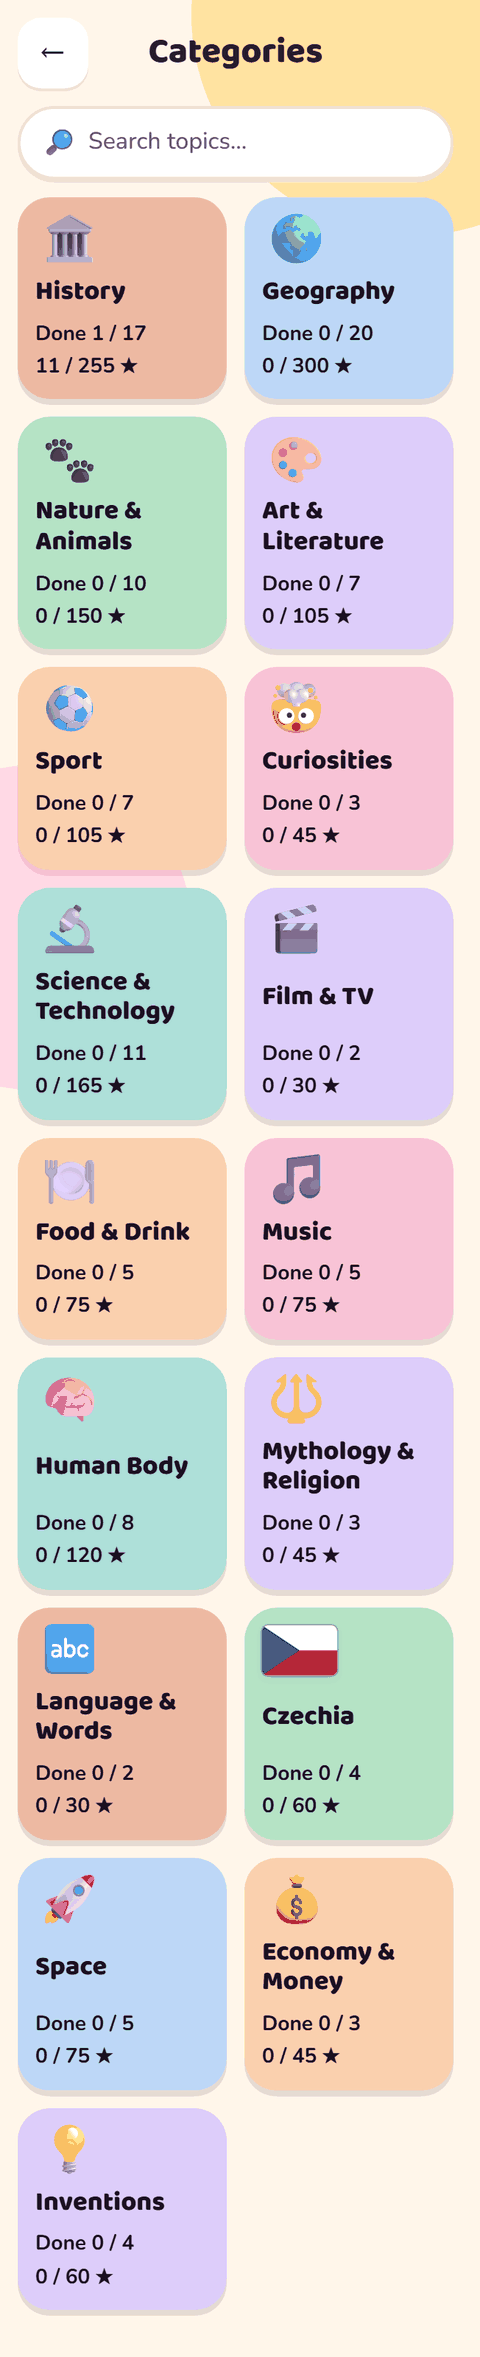 ←
Categories
Search topics...
History
Done 1 / 17
11 / 255 ★
Geography
Done 0 / 20
0 / 300 ★
Nature &
Animals
Done 0 / 10
0 / 150 ★
Art &
Literature
Done 0 / 7
0 / 105 ★
Sport
Done 0 / 7
0 / 105 ★
Curiosities
Done 0 / 3
0 / 45 ★
Science &
Technology
Done 0 / 11
0 / 165 ★
Film & TV
Done 0 / 2
0 / 30 ★
Food & Drink
Done 0 / 5
0 / 75 ★
Music
Done 0 / 5
0 / 75 ★
Human Body
Done 0 / 8
0 / 120 ★
Mythology &
Religion
Done 0 / 3
0 / 45 ★
abc
Language &
Words
Done 0 / 2
0 / 30 ★
Czechia
Done 0 / 4
0 / 60 ★
Space
Done 0 / 5
0 / 75 ★
$
Economy &
Money
Done 0 / 3
0 / 45 ★
Inventions
Done 0 / 4
0 / 60 ★